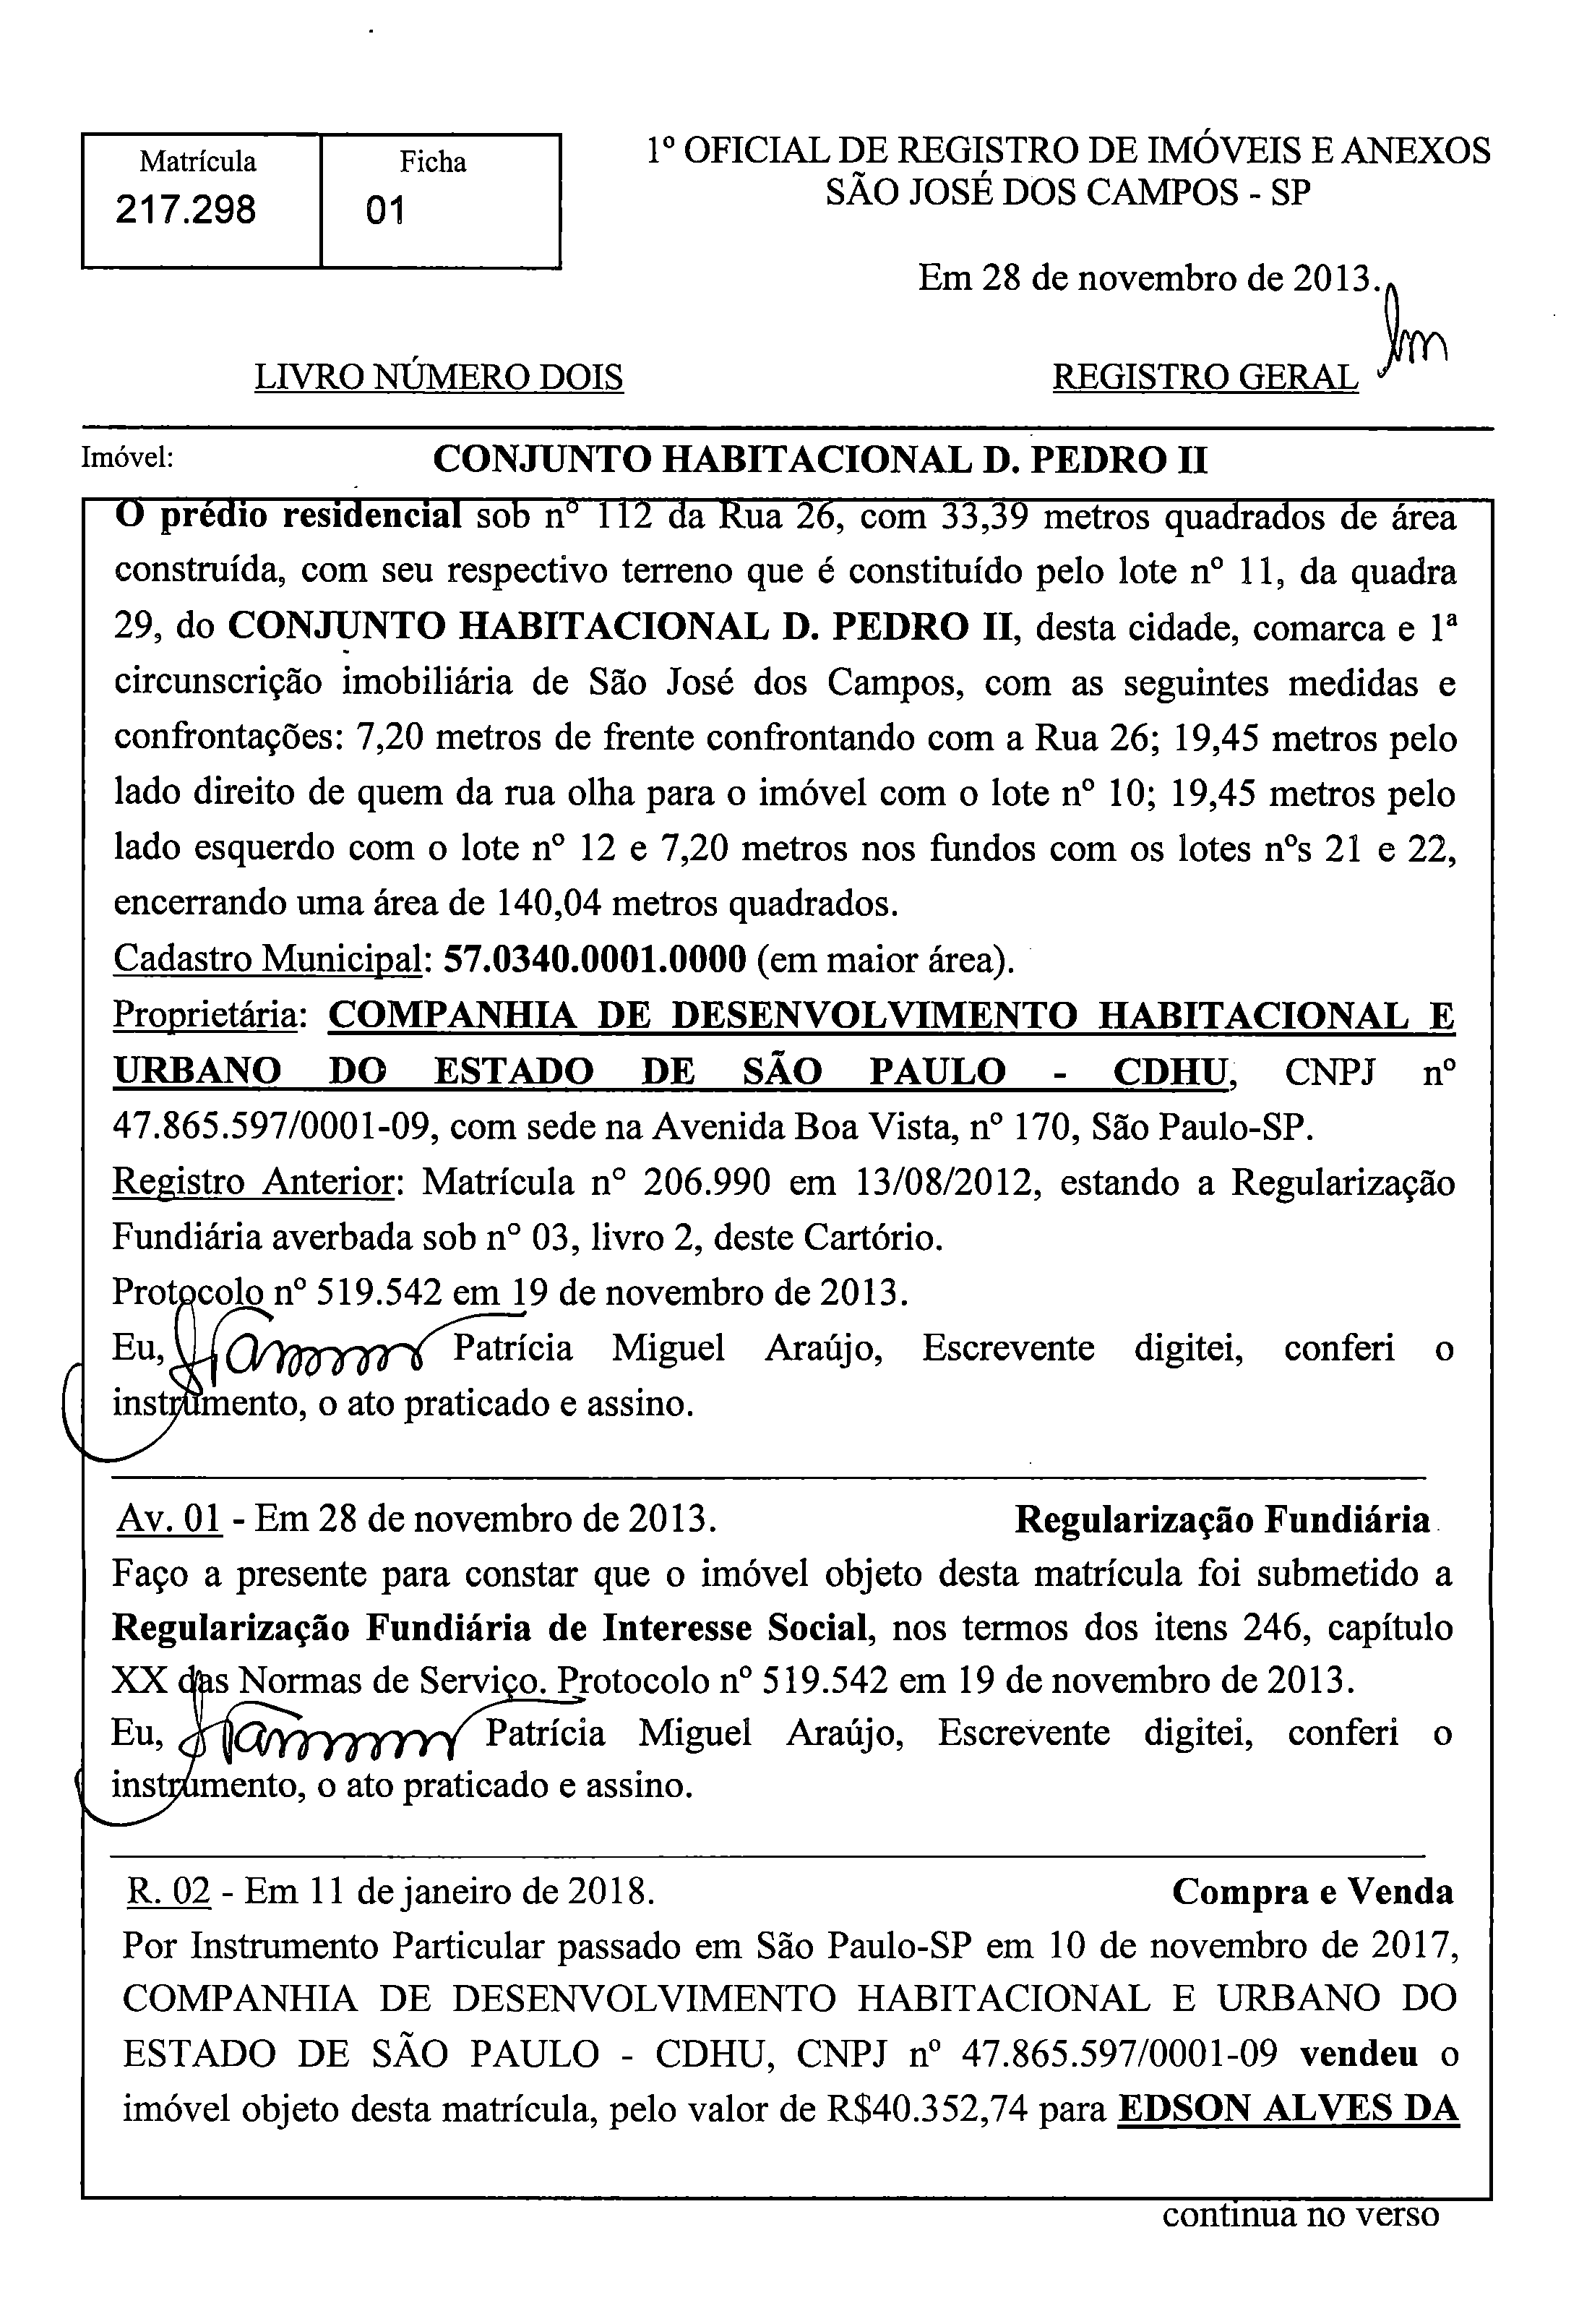 Matrícula
217.298
Ficha
01
1º OFICIAL DE REGISTRO DE IMÓVEIS E ANEXOS
SÃO JOSÉ DOS CAMPOS - SP
Em 28 de novembro de 2013.
LIVRO NÚMERO DOIS
REGISTRO GERAL
Imóvel: CONJUNTO HABITACIONAL D. PEDRO II
O prédio residencial sob nº 112 da Rua 26, com 33,39 metros quadrados de área
construída, com seu respectivo terreno que é constituído pelo lote nº 11, da quadra
29, do CONJUNTO HABITACIONAL D. PEDRO II, desta cidade, comarca e 1ª
circunscrição imobiliária de São José dos Campos, com as seguintes medidas e
confrontações: 7,20 metros de frente confrontando com a Rua 26; 19,45 metros pelo
lado direito de quem da rua olha para o imóvel com o lote nº 10; 19,45 metros pelo
lado esquerdo com o lote nº 12 e 7,20 metros nos fundos com os lotes nºs 21 e 22,
encerrando uma área de 140,04 metros quadrados.
Cadastro Municipal: 57.0340.0001.0000 (em maior área).
Proprietária: COMPANHIA DE DESENVOLVIMENTO HABITACIONAL E
URBANO DO ESTADO DE SÃO PAULO - CDHU, CNPJ nº
47.865.597/0001-09, com sede na Avenida Boa Vista, nº 170, São Paulo-SP.
Registro Anterior: Matrícula nº 206.990 em 13/08/2012, estando a Regularização
Fundiária averbada sob nº 03, livro 2, deste Cartório.
Protocolo nº 519.542 em 19 de novembro de 2013.
Eu, Patrícia Miguel Araújo, Escrevente digitei, conferi o
instrumento, o ato praticado e assino.
Av. 01 - Em 28 de novembro de 2013. Regularização Fundiária
Faço a presente para constar que o imóvel objeto desta matrícula foi submetido a
Regularização Fundiária de Interesse Social, nos termos dos itens 246, capítulo
XX das Normas de Serviço. Protocolo nº 519.542 em 19 de novembro de 2013.
Eu, Patrícia Miguel Araújo, Escrevente digitei, conferi o
instrumento, o ato praticado e assino.
R. 02 - Em 11 de janeiro de 2018. Compra e Venda
Por Instrumento Particular passado em São Paulo-SP em 10 de novembro de 2017,
COMPANHIA DE DESENVOLVIMENTO HABITACIONAL E URBANO DO
ESTADO DE SÃO PAULO - CDHU, CNPJ nº 47.865.597/0001-09 vendeu o
imóvel objeto desta matrícula, pelo valor de R$40.352,74 para EDSON ALVES DA
continua no verso